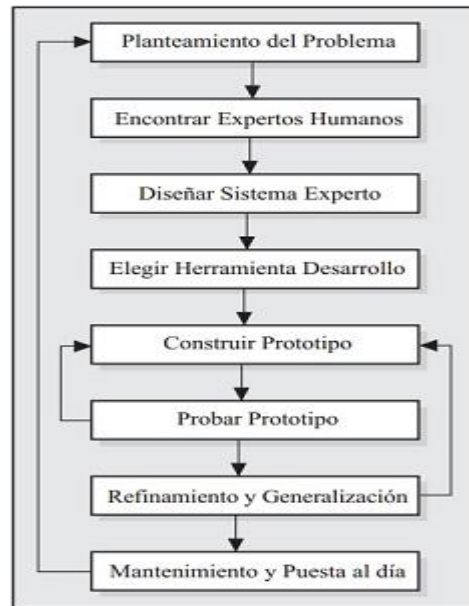 Planteamiento del Problema
Encontrar Expertos Humanos
Diseñar Sistema Experto
Elegir Herramienta Desarrollo
Construir Prototipo
Probar Prototipo
Refinamiento y Generalización
Mantenimiento y Puesta al día